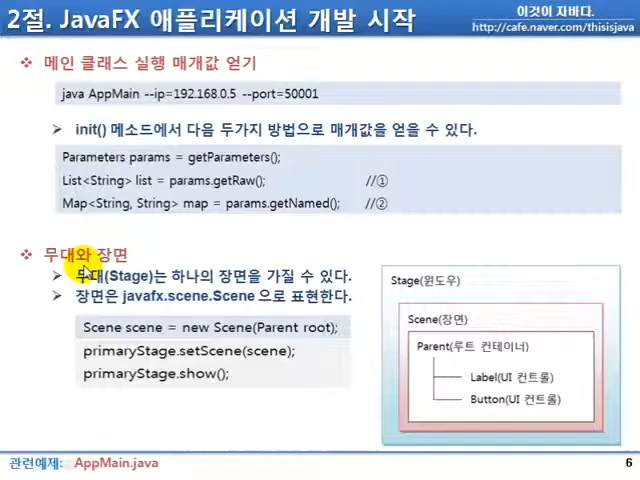 2절. JavaFX 애플리케이션 개발 시작
이것이 자바다.
http://cafe.naver.com/thisisjava
❖ 메인 클래스 실행 매개값 얻기
java AppMain --ip=192.168.0.5 --port=50001
➢ init() 메소드에서 다음 두가지 방법으로 매개값을 얻을 수 있다.
Parameters params = getParameters();
List<String> list = params.getRaw(); //①
Map<String, String> map = params.getNamed(); //②
❖ 무대와 장면
➢ 무대(Stage)는 하나의 장면을 가질 수 있다.
➢ 장면은 javafx.scene.Scene 으로 표현한다.
Scene scene = new Scene(Parent root);
primaryStage.setScene(scene);
primaryStage.show();
Stage(윈도우)
Scene(장면)
Parent(루트 컨테이너)
Label(UI 컨트롤)
Button(UI 컨트롤)
관련예제: AppMain.java
6